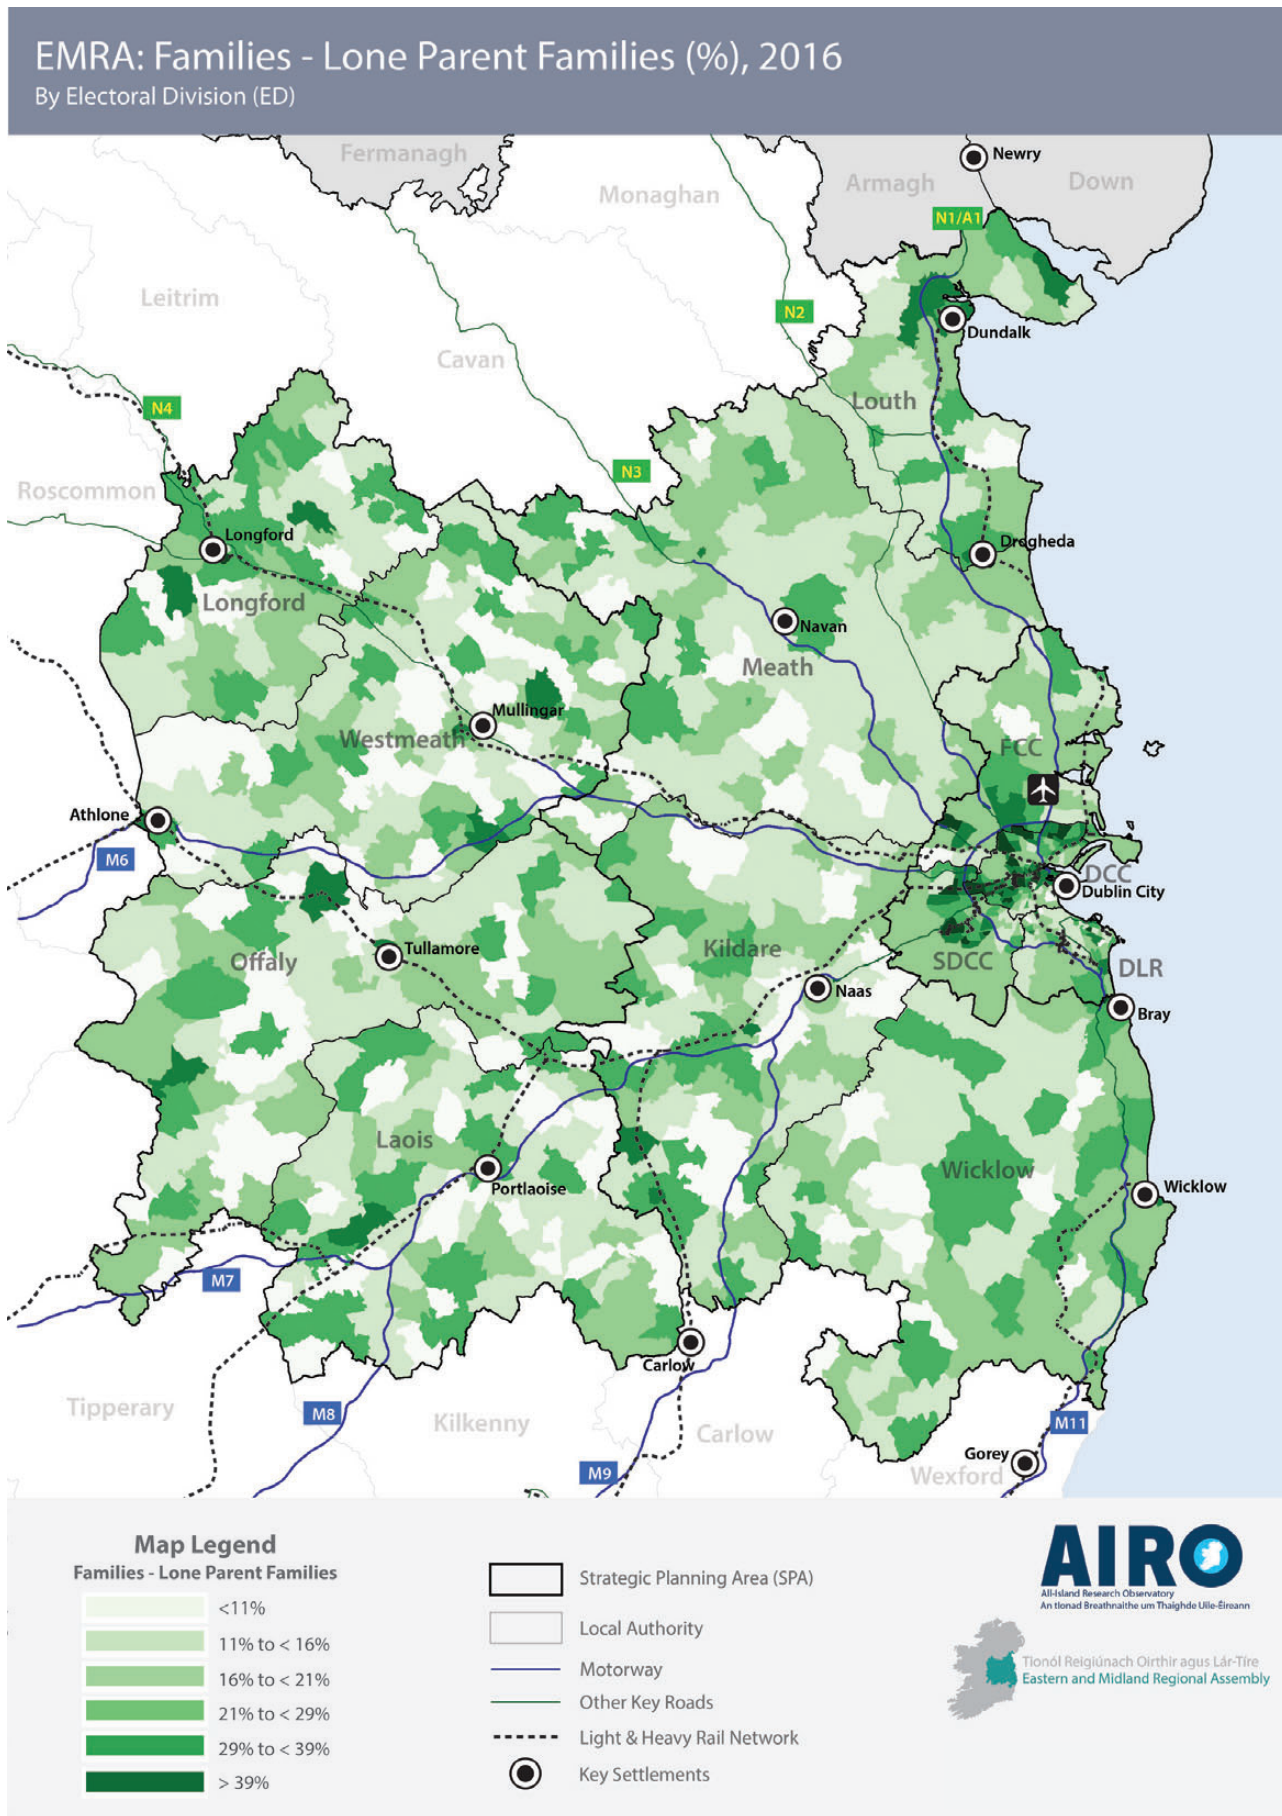 EMRA: Families - Lone Parent Families (%), 2016
By Electoral Division (ED)
Fermanagh
Monaghan
Armagh
Newry
Down
N1/A1
Leitrim
N2
Dundalk
Cavan
N4
Louth
Roscommon
N3
Longford
Drogheda
Longford
Navan
Meath
Mullingar
Westmeath
FCC
Athlone
M6
DCC
Dublin City
Tullamore
Offaly
Kildare
SDCC
DLR
Naas
Bray
Laois
Wicklow
Portlaoise
Wicklow
M7
Carlow
Tipperary
M8
Kilkenny
Carlow
M11
Gorey
Wexford
M9
Map Legend
Families - Lone Parent Families
<11%
11% to < 16%
16% to < 21%
21% to < 29%
29% to < 39%
> 39%
Strategic Planning Area (SPA)
Local Authority
Motorway
Other Key Roads
Light & Heavy Rail Network
Key Settlements
AIRO
All-Island Research Observatory
An tIonad Breathnaithe um Thaighde Uile-Éireann
Tionól Reigiúnach Oirthir agus Lár-Tíre
Eastern and Midland Regional Assembly